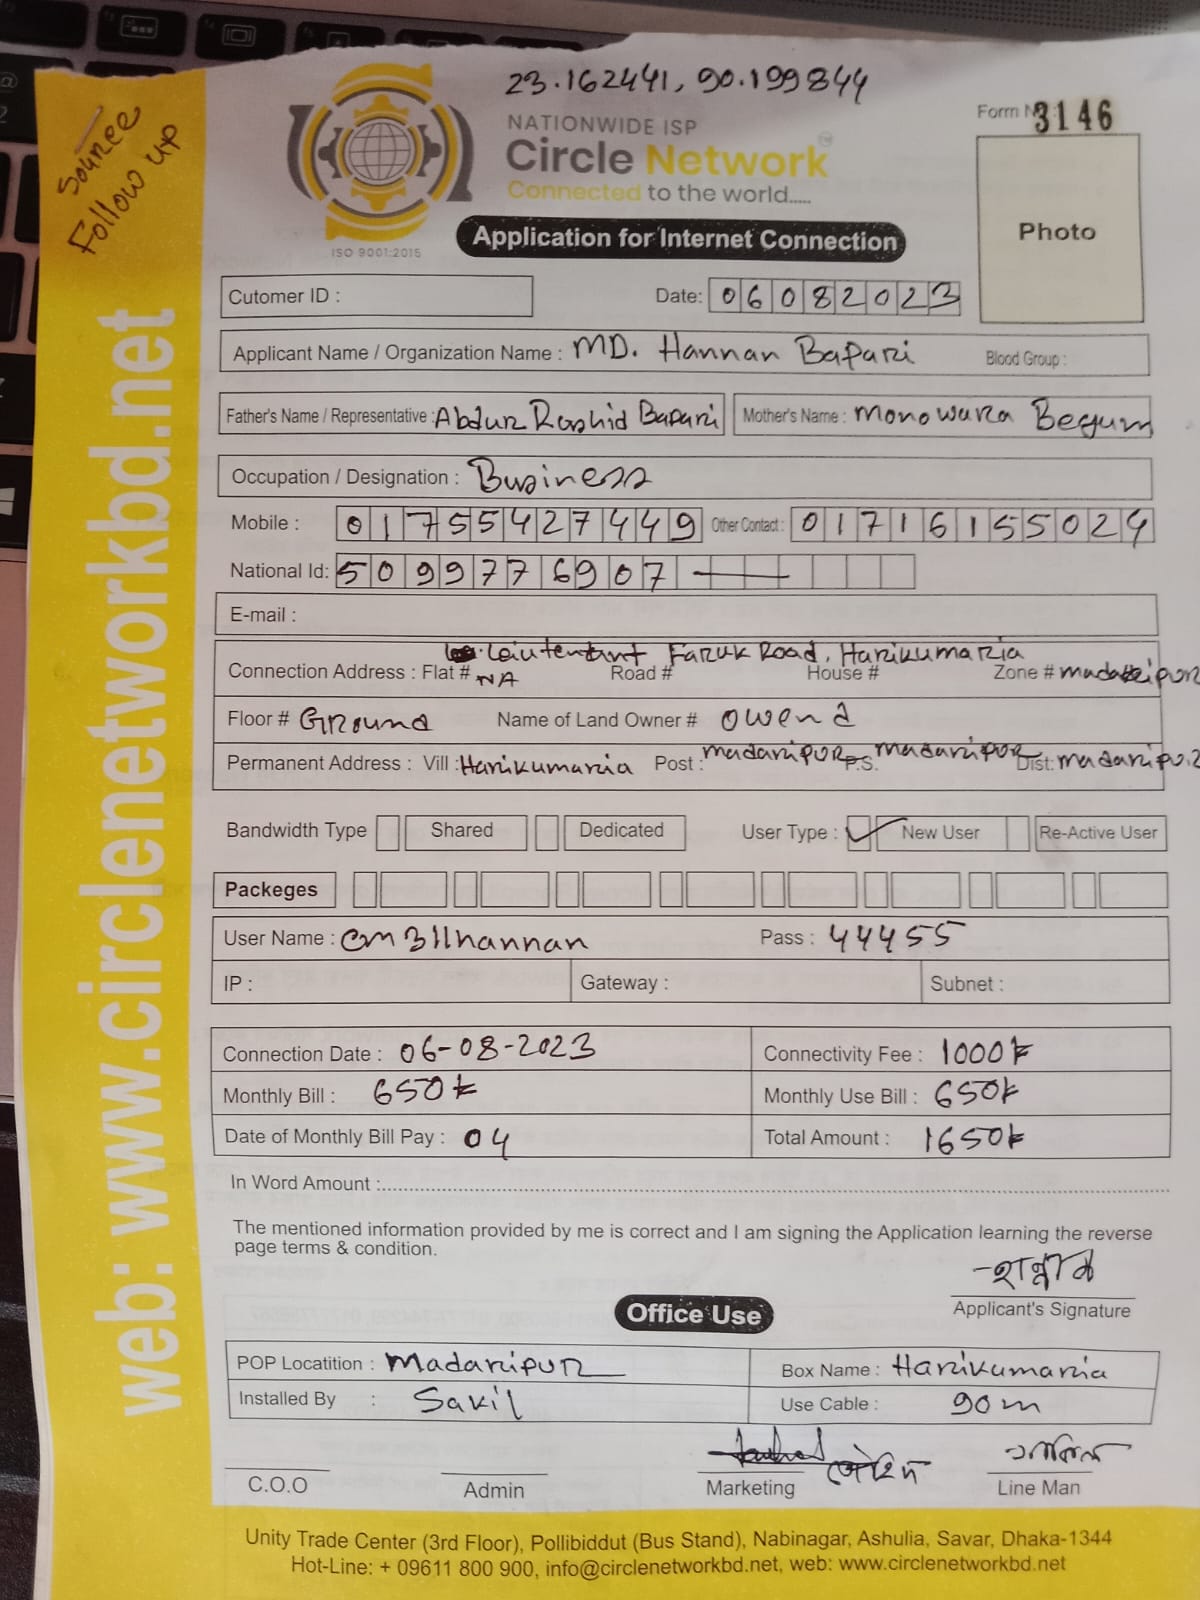 23.162441, 90.199844
Source
Follow up
NATIONWIDE ISP
Circle Network
Connected to the world.....
ISO 9001:2015
Form N 3146
Photo
Application for Internet Connection
Cutomer ID :
Date: 06082023
Applicant Name / Organization Name : MD. Hannan Bapari Blood Group :
Father's Name / Representative : Abdur Rashid Bapari Mother's Name : Monowara Begum
Occupation / Designation : Business
Mobile : 01755427449 Other Contact : 01716155024
National Id: 5099776907
E-mail :
Leiutentant Faruk Road, Harikumaria
Connection Address : Flat # NA Road # House # Zone # madaripur
Floor # Ground Name of Land Owner # owend
Permanent Address : Vill : Harikumaria Post : madaripur P.S. madaripur Dist: madaripur
Bandwidth Type Shared Dedicated User Type : New User Re-Active User
Packeges
User Name : cm311hannan Pass : 44455
IP : Gateway : Subnet :
Connection Date : 06-08-2023 Connectivity Fee : 1000k
Monthly Bill : 650k Monthly Use Bill : 650k
Date of Monthly Bill Pay : 04 Total Amount : 1650k
In Word Amount :
The mentioned information provided by me is correct and I am signing the Application learning the reverse
page terms & condition.
হান্নান
Applicant's Signature
Office Use
POP Locatition : Madaripur Box Name : Harikumaria
Installed By : Sakil Use Cable : 90m
C.O.O Admin Marketing Line Man
Unity Trade Center (3rd Floor), Pollibiddut (Bus Stand), Nabinagar, Ashulia, Savar, Dhaka-1344
Hot-Line: + 09611 800 900, info@circlenetworkbd.net, web: www.circlenetworkbd.net
web: www.circlenetworkbd.net